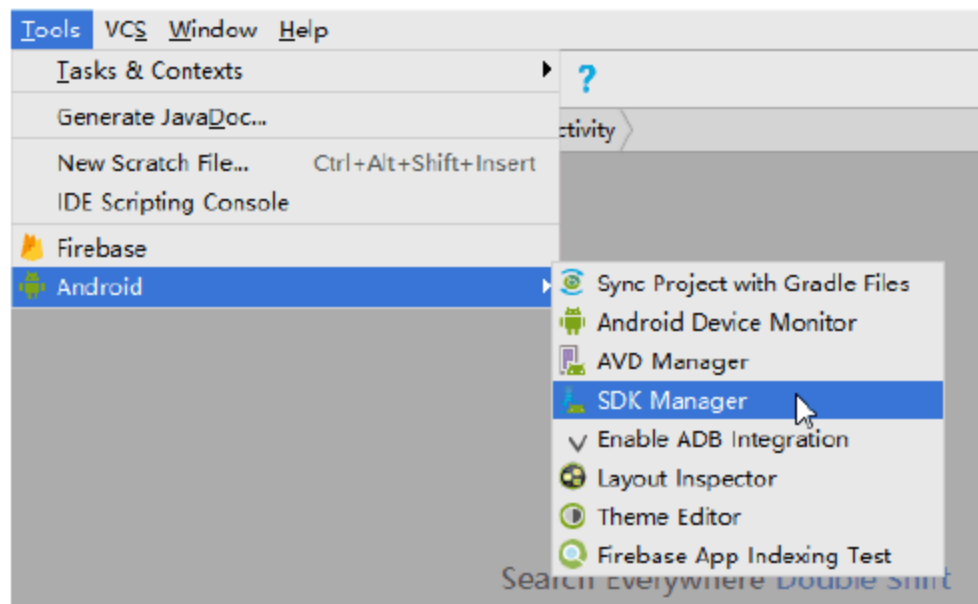 Tools VCS Window Help
Tasks & Contexts
?
Generate JavaDoc...
ctivity
New Scratch File... Ctrl+Alt+Shift+Insert
IDE Scripting Console
Firebase
Android
Sync Project with Gradle Files
Android Device Monitor
AVD Manager
SDK Manager
Enable ADB Integration
Layout Inspector
Theme Editor
Firebase App Indexing Test
Search Everywhere Double Shift